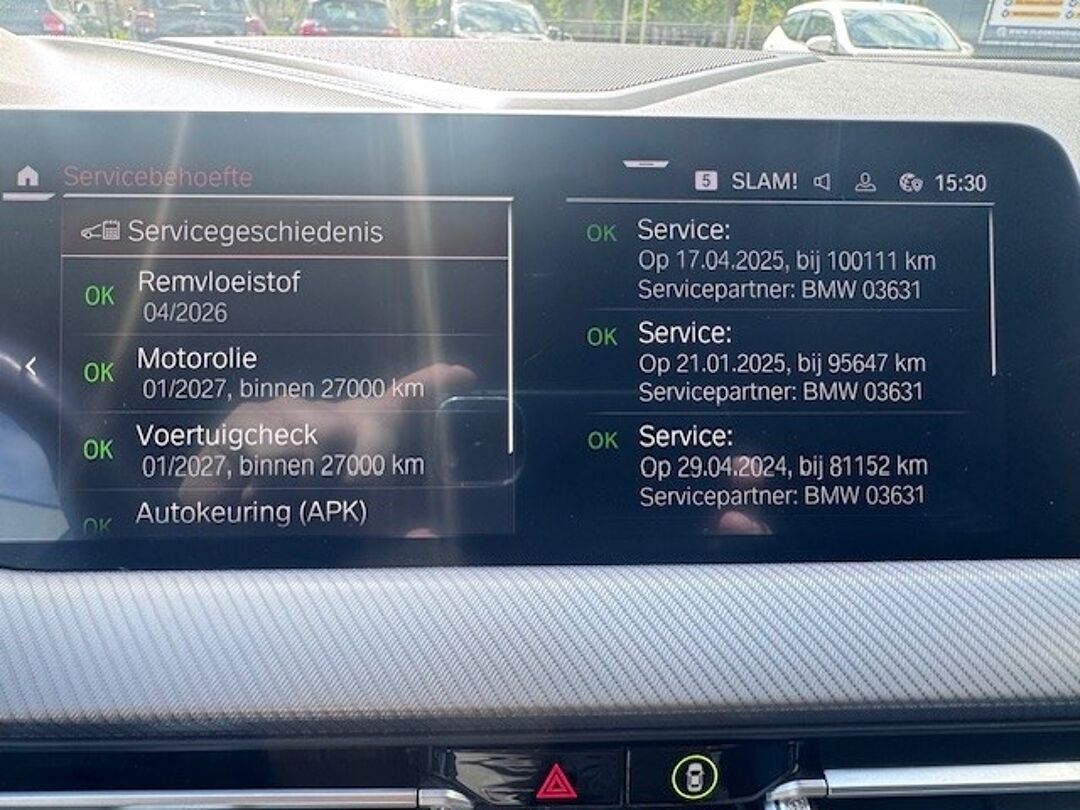 Servicebehoefte
5 SLAM! 15:30
Servicegeschiedenis
OK Remvloeistof
04/2026
OK Motorolie
01/2027, binnen 27000 km
OK Voertuigcheck
01/2027, binnen 27000 km
OK Autokeuring (APK)
OK Service:
Op 17.04.2025, bij 100111 km
Servicepartner: BMW 03631
OK Service:
Op 21.01.2025, bij 95647 km
Servicepartner: BMW 03631
OK Service:
Op 29.04.2024, bij 81152 km
Servicepartner: BMW 03631